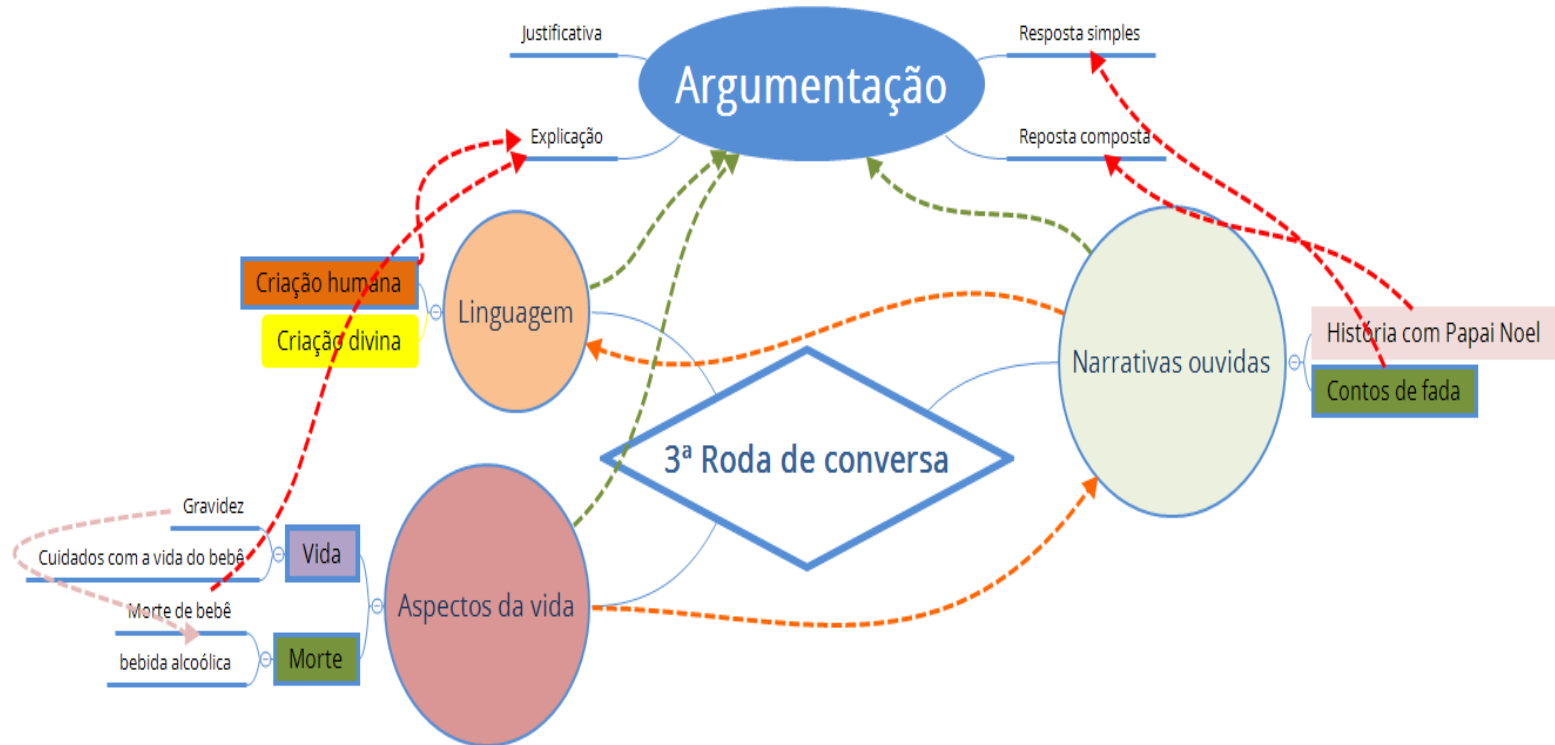 Justificativa
Argumentação
Resposta simples
Explicação
Reposta composta
Criação humana
Linguagem
Criação divina
Narrativas ouvidas
História com Papai Noel
Contos de fada
3ª Roda de conversa
Gravidez
Cuidados com a vida do bebê
Vida
Aspectos da vida
Morte de bebê
bebida alcoólica
Morte